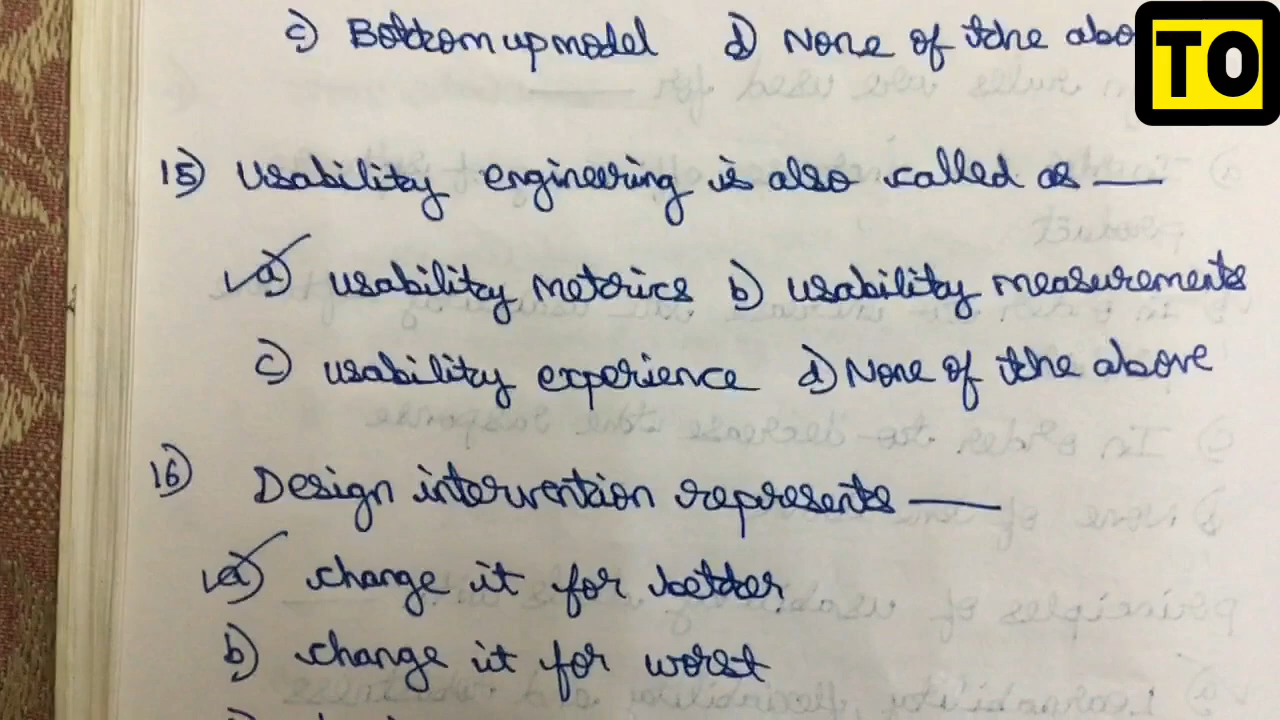 c) Bottom up model d) None of the abo
TO
15) Usability engineering is also called as —
a) usability metrics b) usability measurements
c) usability experience d) None of the above
16) Design intervention represents —
a) change it for better
b) change it for worst